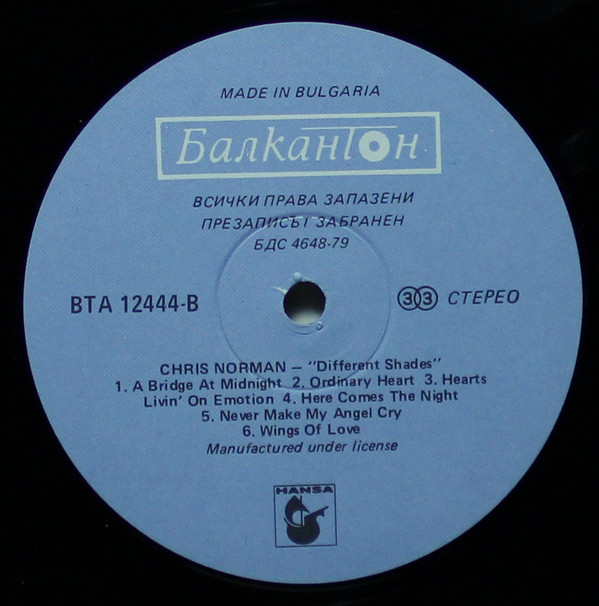 MADE IN BULGARIA
Балкантон
ВСИЧКИ ПРАВА ЗАПАЗЕНИ
ПРЕЗАПИСЪТ ЗАБРАНЕН
БДС 4648-79
ВТА 12444-В
33 СТЕРЕО
CHRIS NORMAN – "Different Shades"
1. A Bridge At Midnight 2. Ordinary Heart 3. Hearts
Livin' On Emotion 4. Here Comes The Night
5. Never Make My Angel Cry
6. Wings Of Love
Manufactured under license
HANSA